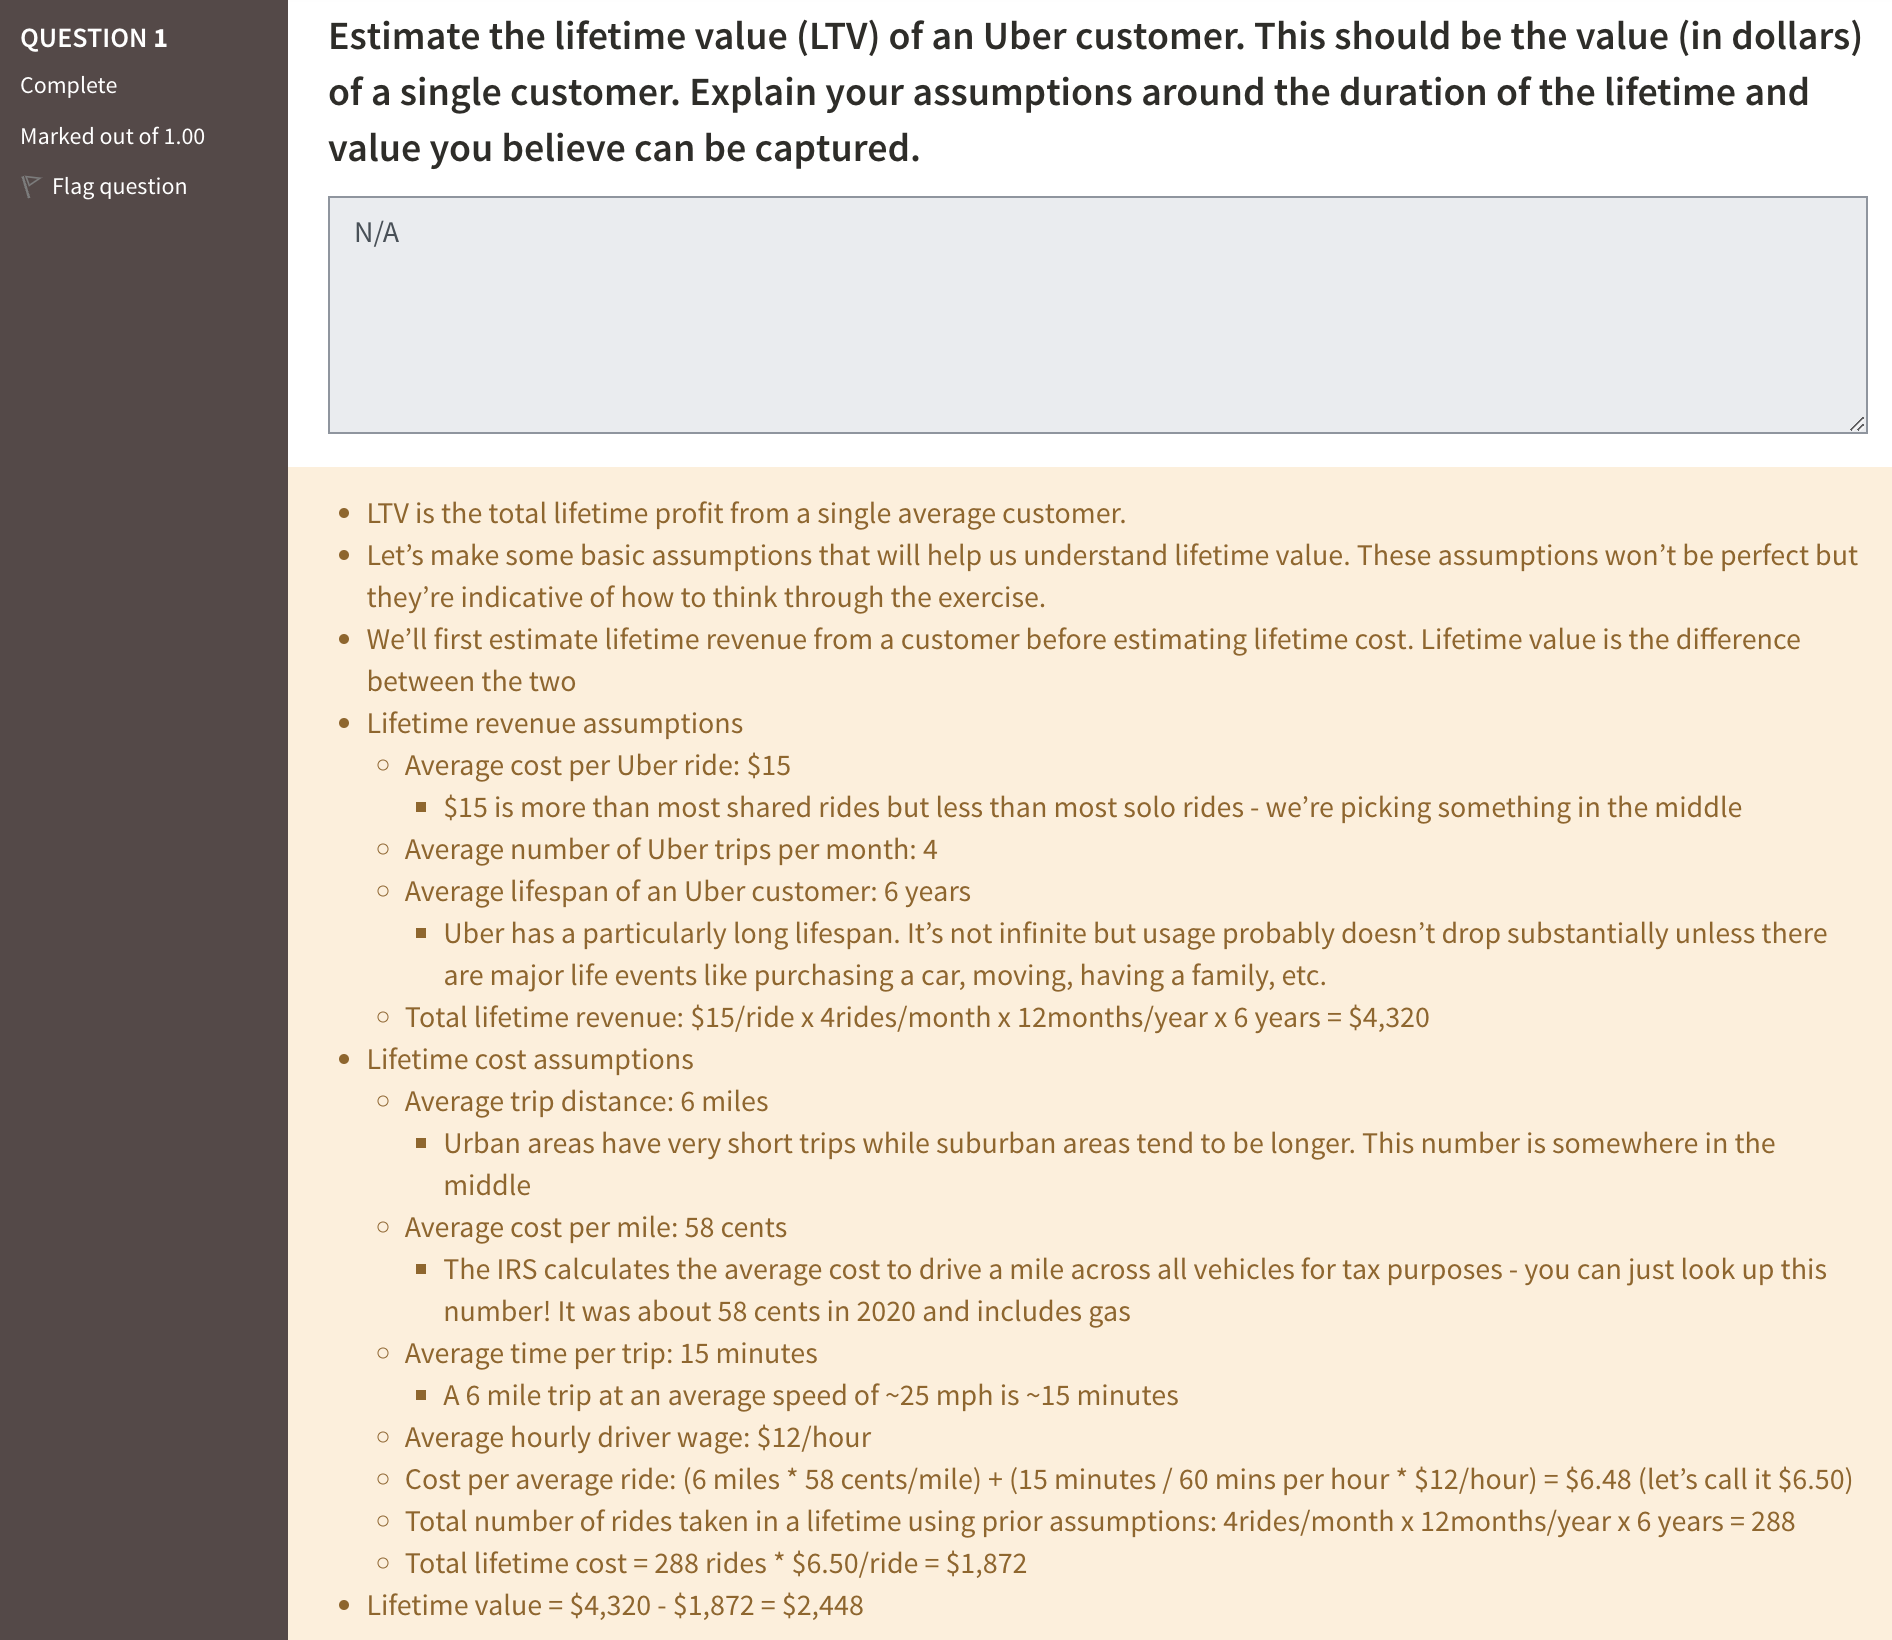 QUESTION 1
Complete
Marked out of 1.00
Flag question
Estimate the lifetime value (LTV) of an Uber customer. This should be the value (in dollars)
of a single customer. Explain your assumptions around the duration of the lifetime and
value you believe can be captured.
N/A
• LTV is the total lifetime profit from a single average customer.
• Let’s make some basic assumptions that will help us understand lifetime value. These assumptions won’t be perfect but
they’re indicative of how to think through the exercise.
• We’ll first estimate lifetime revenue from a customer before estimating lifetime cost. Lifetime value is the difference
between the two
• Lifetime revenue assumptions
○ Average cost per Uber ride: $15
▪ $15 is more than most shared rides but less than most solo rides - we’re picking something in the middle
○ Average number of Uber trips per month: 4
○ Average lifespan of an Uber customer: 6 years
▪ Uber has a particularly long lifespan. It’s not infinite but usage probably doesn’t drop substantially unless there
are major life events like purchasing a car, moving, having a family, etc.
○ Total lifetime revenue: $15/ride x 4rides/month x 12months/year x 6 years = $4,320
• Lifetime cost assumptions
○ Average trip distance: 6 miles
▪ Urban areas have very short trips while suburban areas tend to be longer. This number is somewhere in the
middle
○ Average cost per mile: 58 cents
▪ The IRS calculates the average cost to drive a mile across all vehicles for tax purposes - you can just look up this
number! It was about 58 cents in 2020 and includes gas
○ Average time per trip: 15 minutes
▪ A 6 mile trip at an average speed of ~25 mph is ~15 minutes
○ Average hourly driver wage: $12/hour
○ Cost per average ride: (6 miles * 58 cents/mile) + (15 minutes / 60 mins per hour * $12/hour) = $6.48 (let’s call it $6.50)
○ Total number of rides taken in a lifetime using prior assumptions: 4rides/month x 12months/year x 6 years = 288
○ Total lifetime cost = 288 rides * $6.50/ride = $1,872
• Lifetime value = $4,320 - $1,872 = $2,448